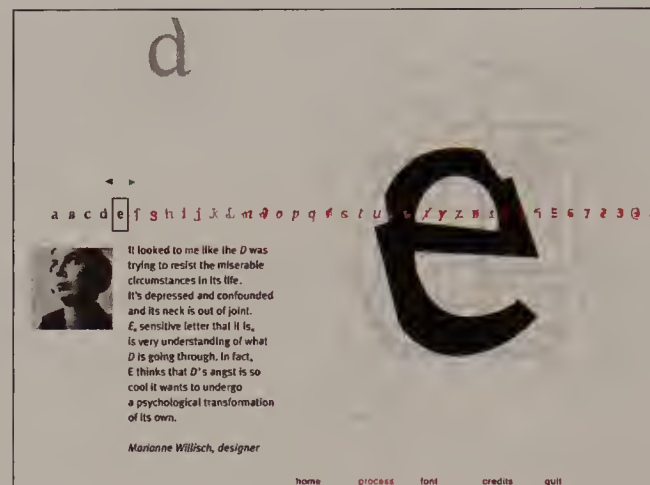 d
e
a B c d e f g h i j k L m
It looked to me like the D was
trying to resist the miserable
circumstances in its life.
It's depressed and confounded
and its neck is out of joint.
E, sensitive letter that it is,
is very understanding of what
D is going through. In fact,
E thinks that D's angst is so
cool it wants to undergo
a psychological transformation
of its own.
Marianne Willisch, designer
home process font credits quit